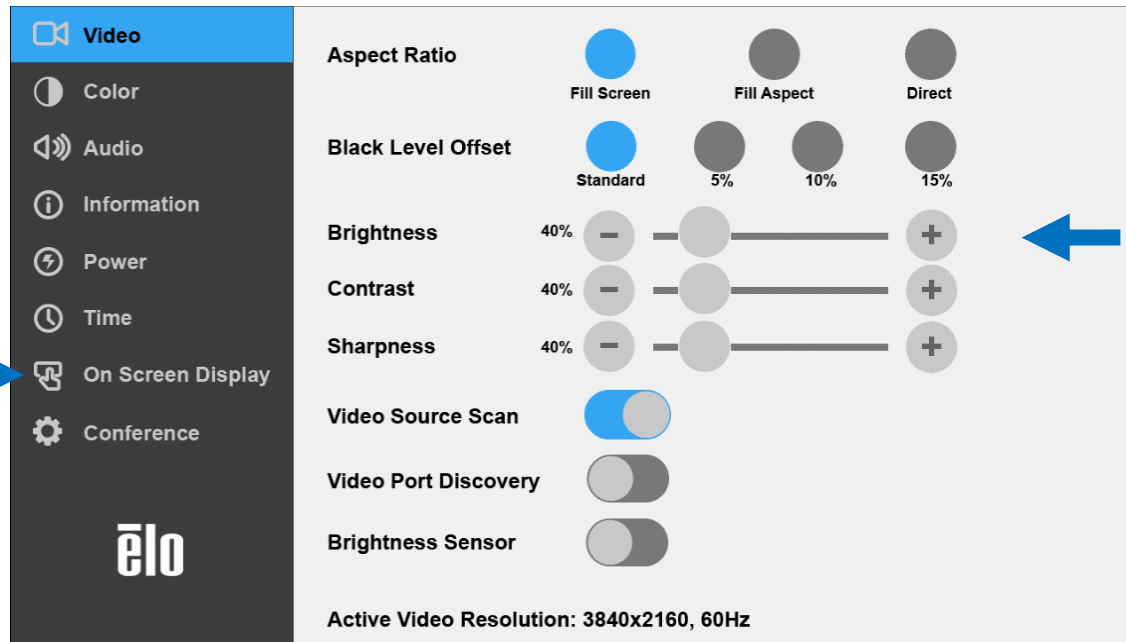 Video
Color
Audio
Information
Power
Time
On Screen Display
Conference
ēlo
Aspect Ratio
Fill Screen Fill Aspect Direct
Black Level Offset
Standard 5% 10% 15%
Brightness 40% - +
Contrast 40% - +
Sharpness 40% - +
Video Source Scan
Video Port Discovery
Brightness Sensor
Active Video Resolution: 3840x2160, 60Hz